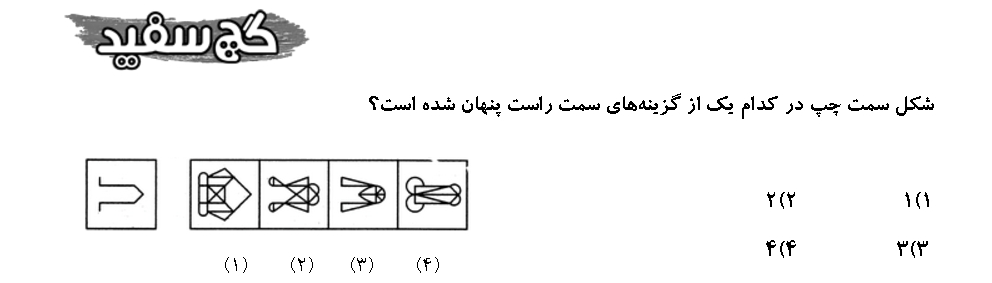 گچ سفید
شکل سمت چپ در کدام یک از گزینه‌های سمت راست پنهان شده است؟
۱)۱ ۲)۲
۳)۳ ۴)۴
(۱) (۲) (۳) (۴)